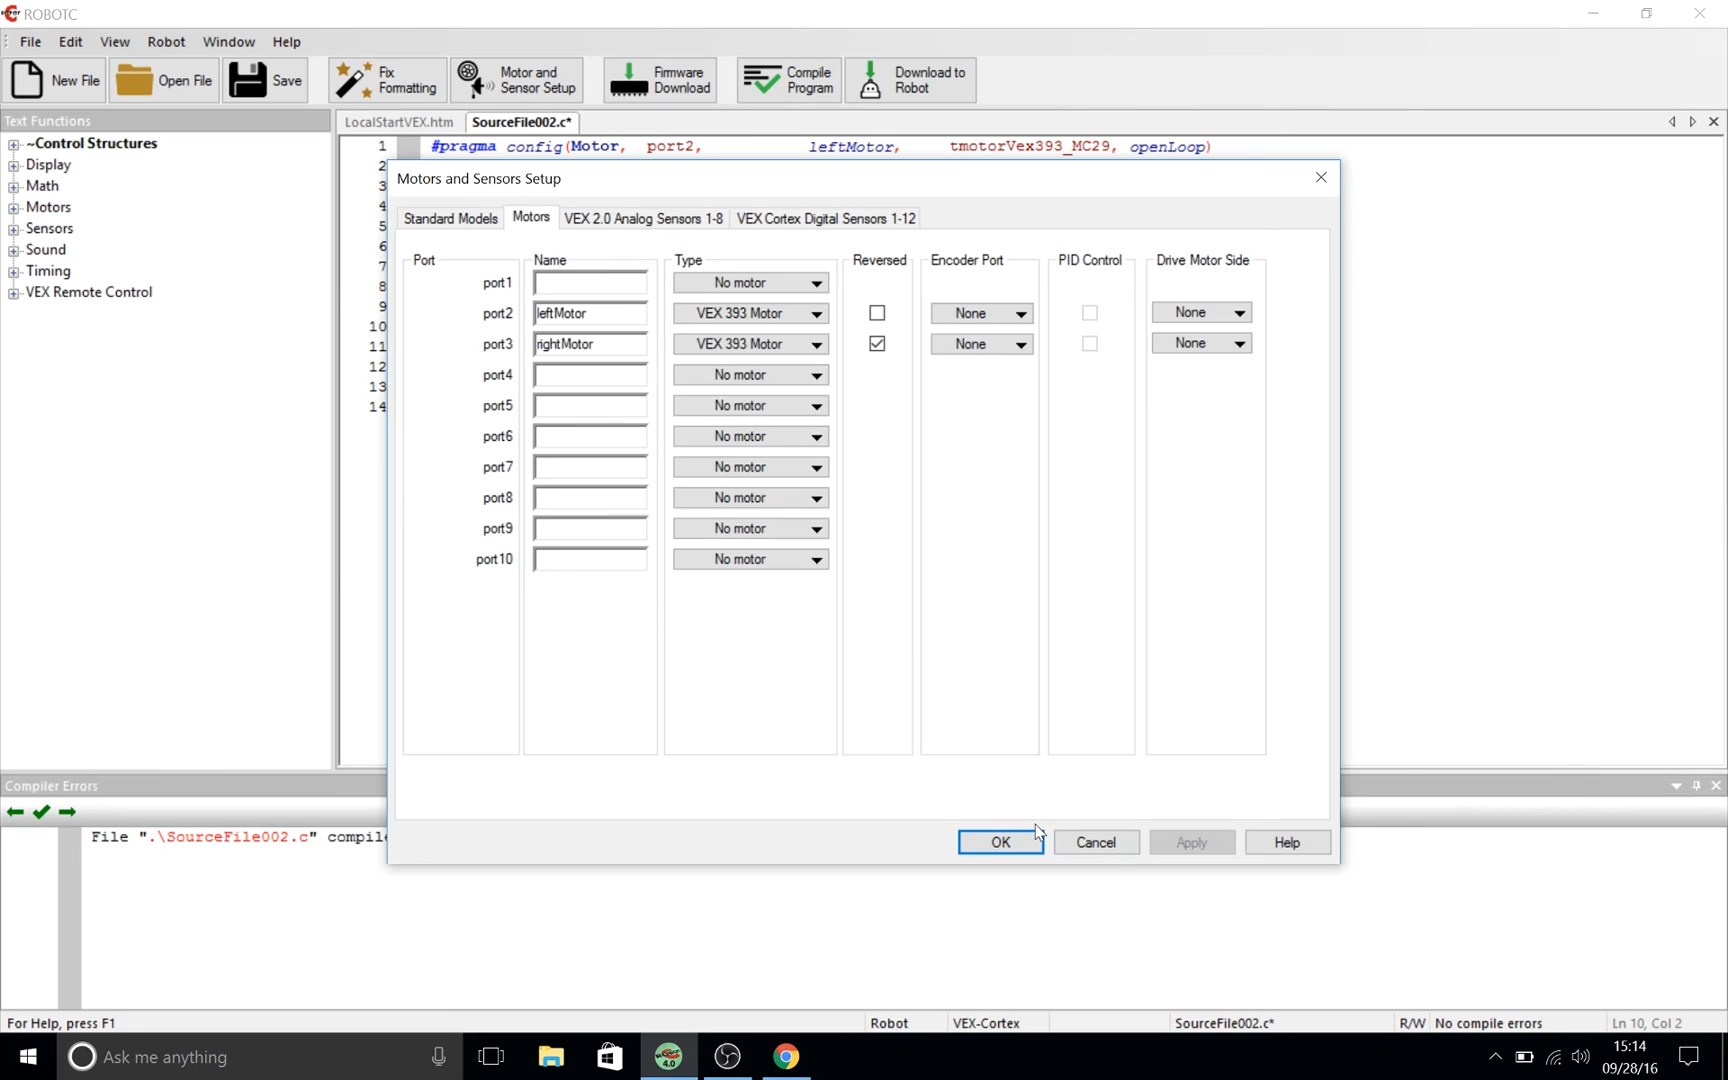 ROBOTC
File Edit View Robot Window Help
New File Open File Save Fix Formatting Motor and Sensor Setup Firmware Download Compile Program Download to Robot
Text Functions
~Control Structures
Display
Math
Motors
Sensors
Sound
Timing
VEX Remote Control
LocalStartVEX.htm SourceFile002.c*
1 #pragma config(Motor, port2, leftMotor, tmotorVex393_MC29, openLoop)
2
3
4
5
6
7
8
9
10
11
12
13
14
Motors and Sensors Setup
Standard Models Motors VEX 2.0 Analog Sensors 1-8 VEX Cortex Digital Sensors 1-12
Port Name Type Reversed Encoder Port PID Control Drive Motor Side
port1 No motor
port2 leftMotor VEX 393 Motor None None
port3 rightMotor VEX 393 Motor None None
port4 No motor
port5 No motor
port6 No motor
port7 No motor
port8 No motor
port9 No motor
port10 No motor
OK Cancel Apply Help
Compiler Errors
File ".\SourceFile002.c" compile
For Help, press F1 Robot VEX-Cortex SourceFile002.c* R/W No compile errors Ln 10, Col 2
Ask me anything 4.0 15:14
09/28/16